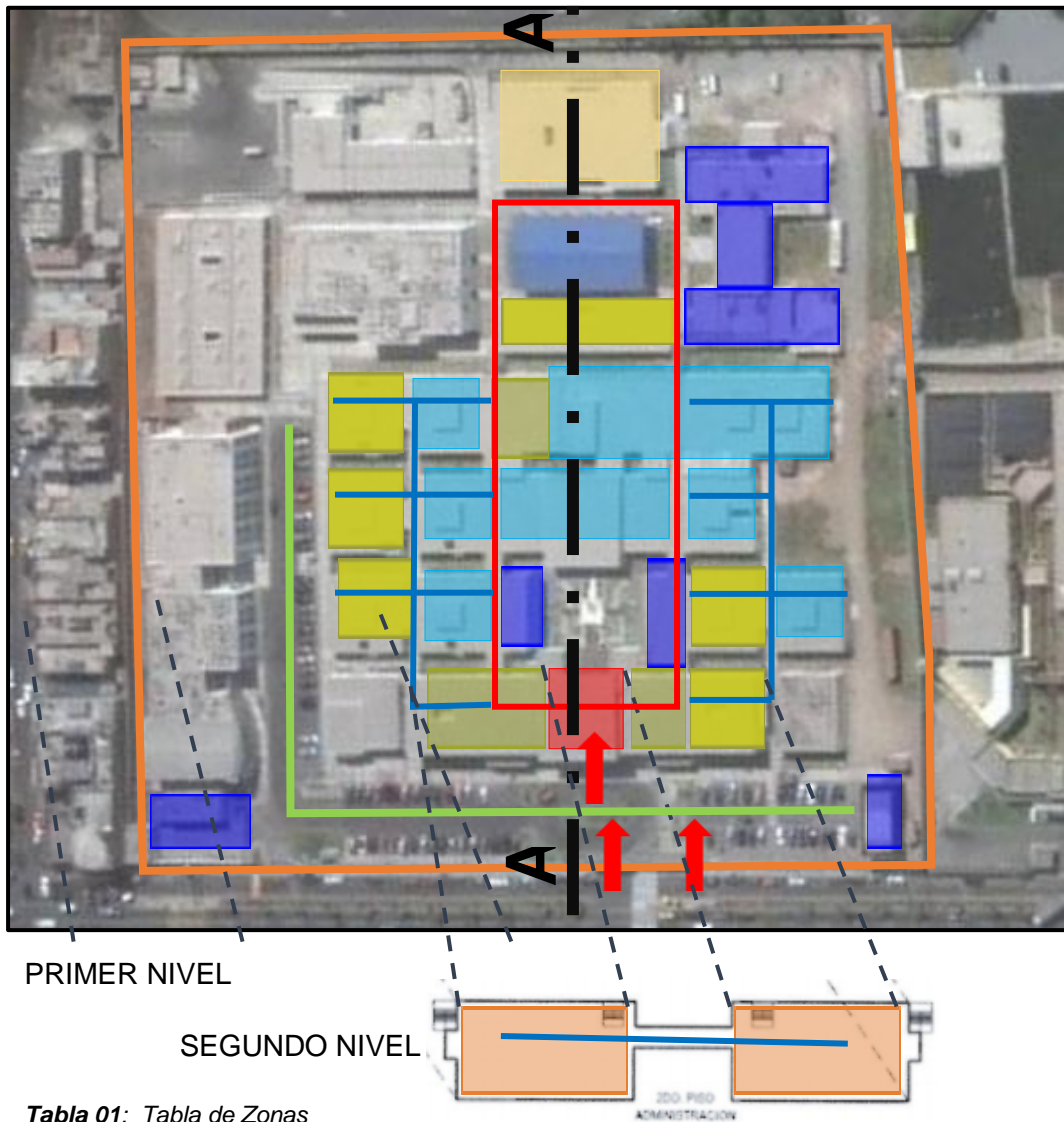 A
A
PRIMER NIVEL
SEGUNDO NIVEL
2DO. PISO
ADMINISTRACION
Tabla 01: Tabla de Zonas